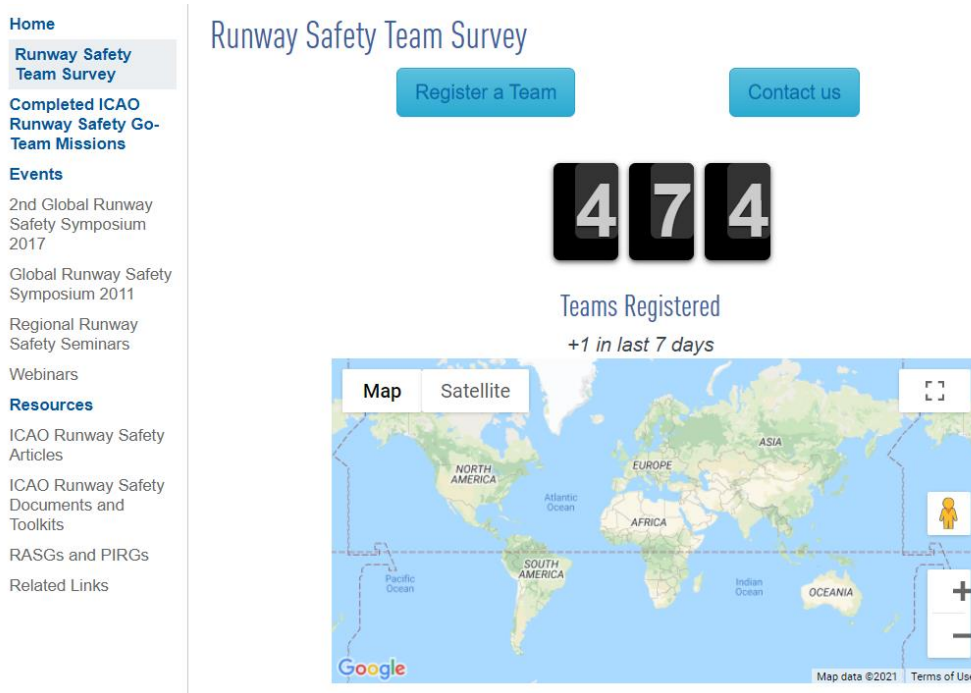 Home
Runway Safety
Team Survey
Completed ICAO
Runway Safety Go-
Team Missions
Events
2nd Global Runway
Safety Symposium
2017
Global Runway Safety
Symposium 2011
Regional Runway
Safety Seminars
Webinars
Resources
ICAO Runway Safety
Articles
ICAO Runway Safety
Documents and
Toolkits
RASGs and PIRGs
Related Links
Runway Safety Team Survey
Register a Team
Contact us
474
Teams Registered
+1 in last 7 days
Map
Satellite
NORTH
AMERICA
Atlantic
Ocean
EUROPE
ASIA
AFRICA
SOUTH
AMERICA
Pacific
Ocean
Indian
Ocean
OCEANIA
Google
Map data ©2021
Terms of Use